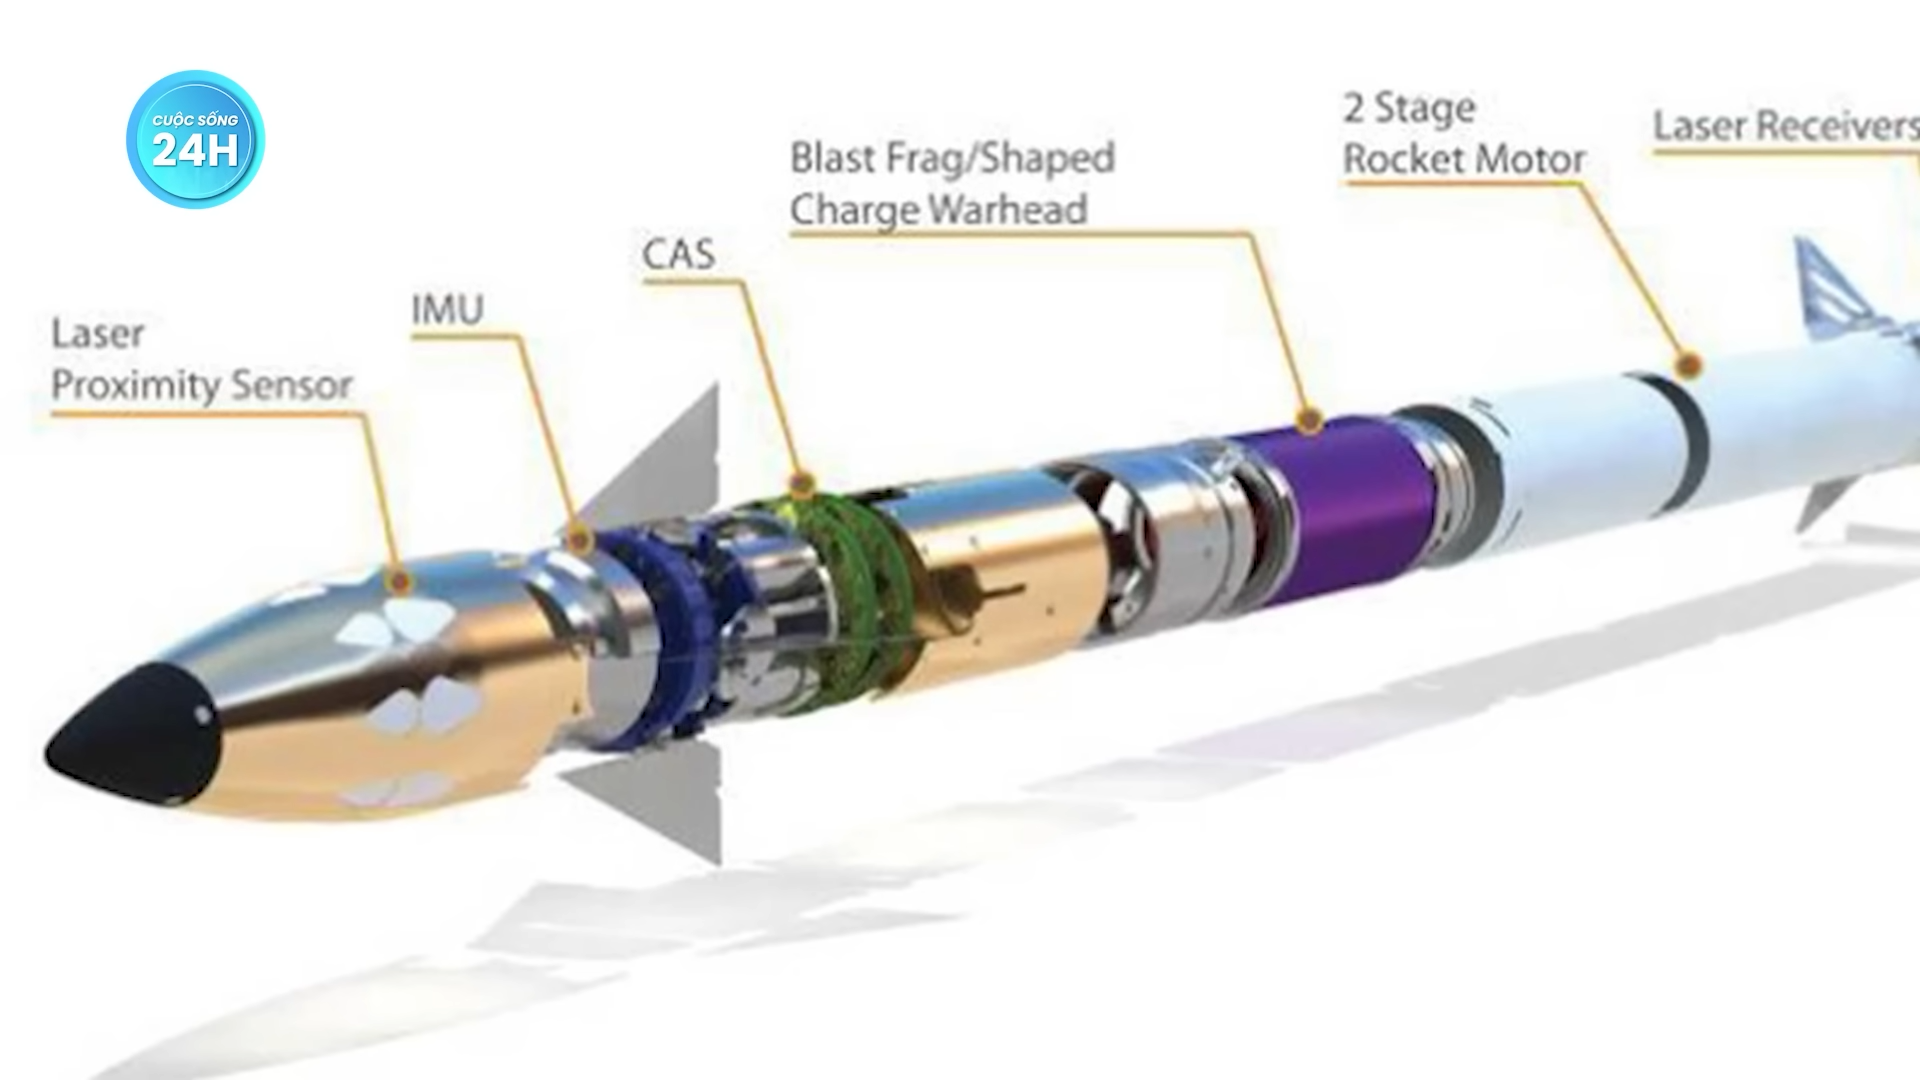 CUỘC SỐNG
24H
Laser
Proximity Sensor
IMU
CAS
Blast Frag/Shaped
Charge Warhead
2 Stage
Rocket Motor
Laser Receivers